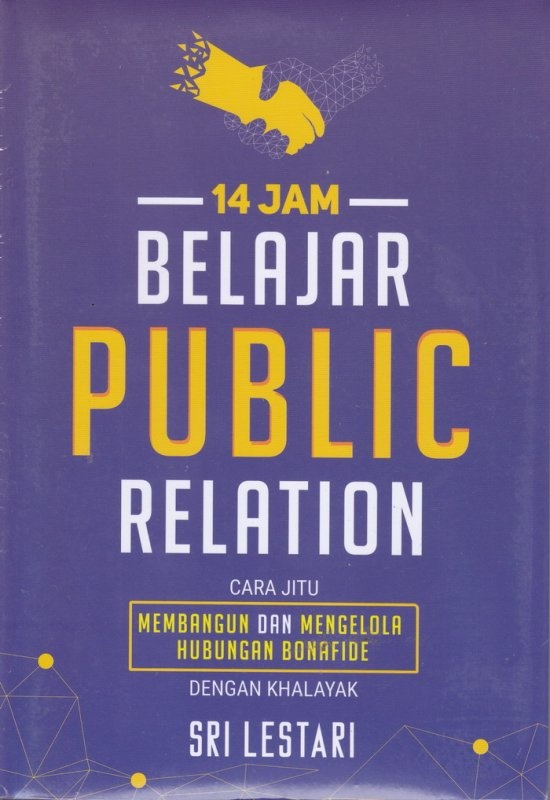 14 JAM
BELAJAR
PUBLIC
RELATION
CARA JITU
MEMBANGUN DAN MENGELOLA
HUBUNGAN BONAFIDE
DENGAN KHALAYAK
SRI LESTARI